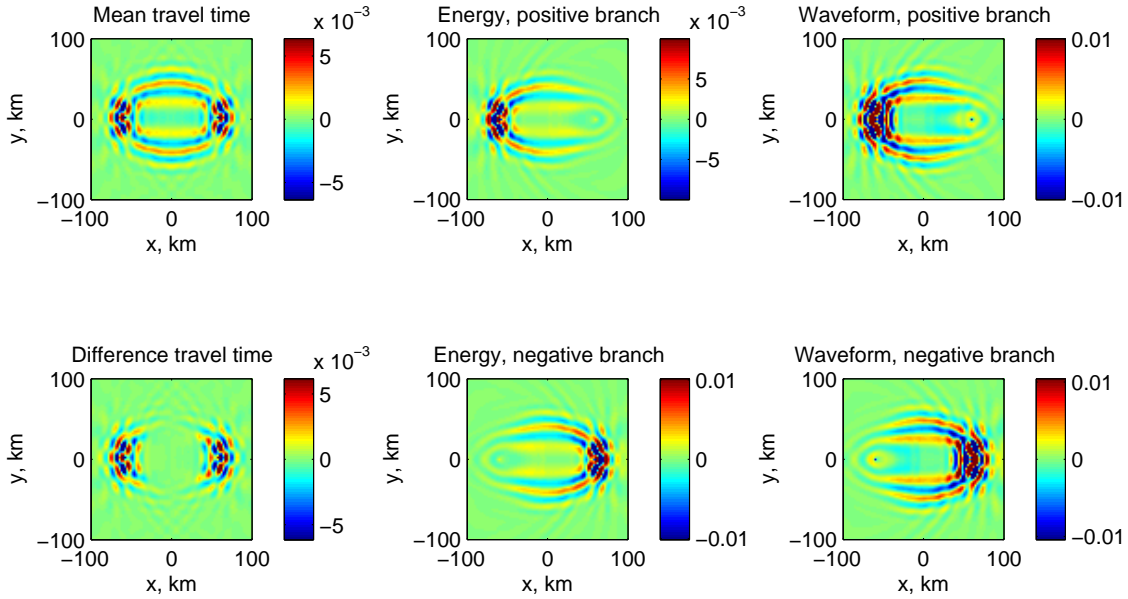 Mean travel time
x 10−3
100
0
−100
−100 0 100
5
0
−5
y, km
x, km
Energy, positive branch
x 10−3
100
0
−100
−100 0 100
5
0
−5
y, km
x, km
Waveform, positive branch
100
0
−100
−100 0 100
0.01
0
−0.01
y, km
x, km
Difference travel time
x 10−3
100
0
−100
−100 0 100
5
0
−5
y, km
x, km
Energy, negative branch
100
0
−100
−100 0 100
0.01
0
−0.01
y, km
x, km
Waveform, negative branch
100
0
−100
−100 0 100
0.01
0
−0.01
y, km
x, km